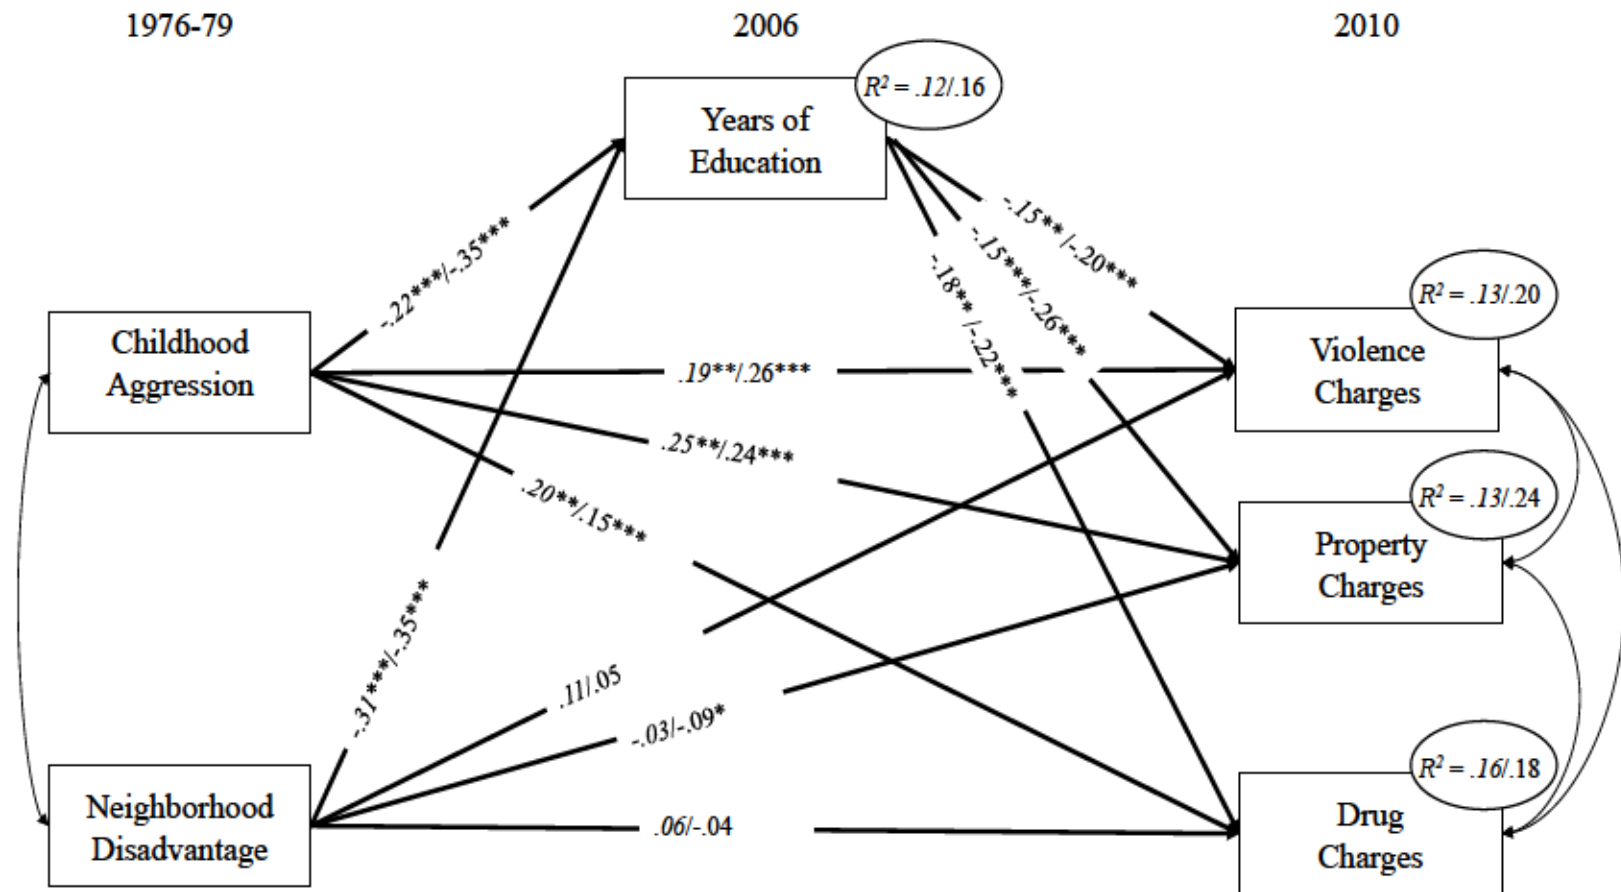 1976-79
2006
2010
R² = .12/.16
Years of
Education
-.22***/-.35***
-.15**/-.20***
-.15***/-.26***
-.18**/-.22***
R² = .13/.20
Childhood
Aggression
Violence
Charges
.19**/.26***
.25**/.24***
.20**/.15***
R² = .13/.24
Property
Charges
-.31***/-.35***
.11/.05
-.03/-.09*
R² = .16/.18
Neighborhood
Disadvantage
.06/-.04
Drug
Charges